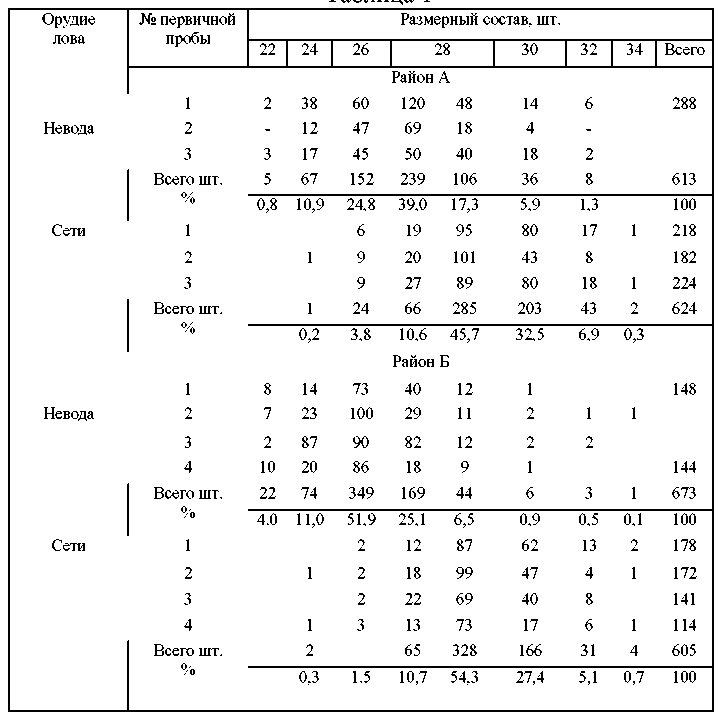 Таблица 1
Орудие лова № первичной пробы Размерный состав, шт.
22 24 26 28 30 32 34 Всего
Район А
1 2 38 60 120 48 14 6 288
Невода 2 - 12 47 69 18 4 -
3 3 17 45 50 40 18 2
Всего шт. 5 67 152 239 106 36 8 613
% 0,8 10,9 24,8 39,0 17,3 5,9 1,3 100
Сети 1 6 19 95 80 17 1 218
2 1 9 20 101 43 8 182
3 9 27 89 80 18 1 224
Всего шт. 1 24 66 285 203 43 2 624
% 0,2 3,8 10,6 45,7 32,5 6,9 0,3
Район Б
1 8 14 73 40 12 1 148
Невода 2 7 23 100 29 11 2 1 1
3 2 87 90 82 12 2 2
4 10 20 86 18 9 1 144
Всего шт. 22 74 349 169 44 6 3 1 673
% 4.0 11,0 51,9 25,1 6,5 0,9 0,5 0,1 100
Сети 1 2 12 87 62 13 2 178
2 1 2 18 99 47 4 1 172
3 2 22 69 40 8 141
4 1 3 13 73 17 6 1 114
Всего шт. 2 65 328 166 31 4 605
% 0,3 1,5 10,7 54,3 27,4 5,1 0,7 100